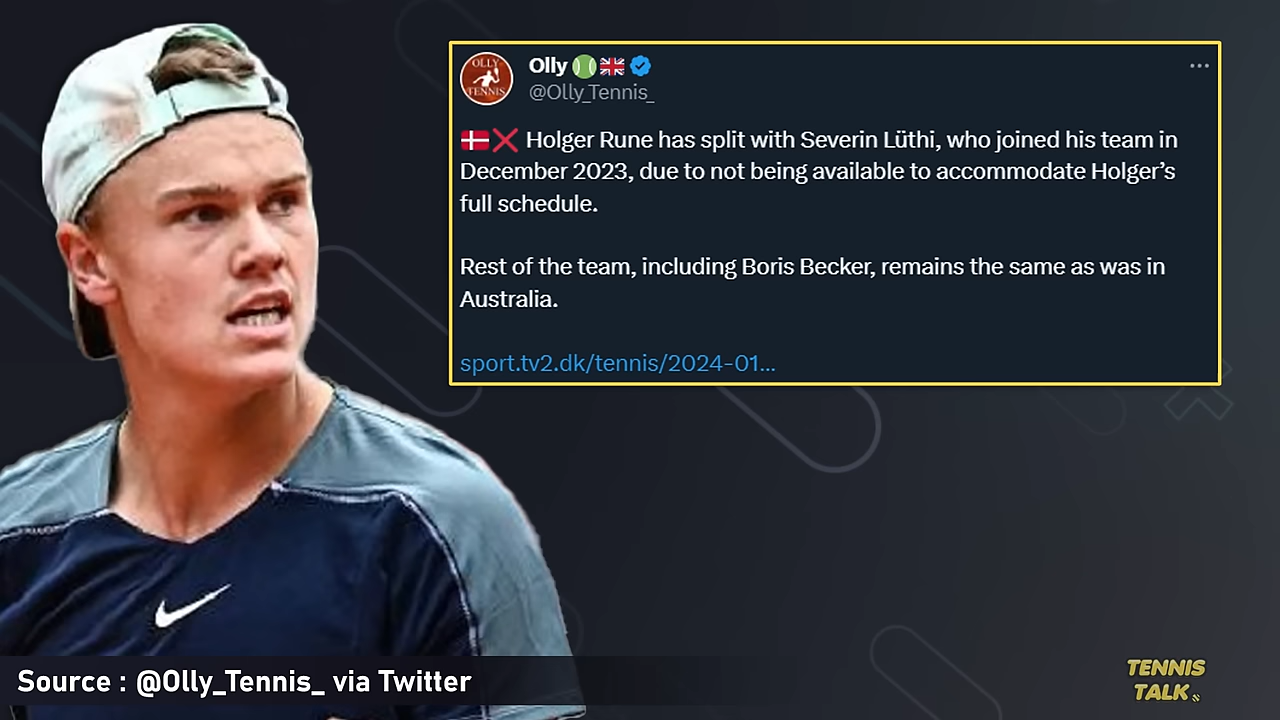 OLLY
TENNIS
Olly
@Olly_Tennis_
Holger Rune has split with Severin Lüthi, who joined his team in
December 2023, due to not being available to accommodate Holger’s
full schedule.
Rest of the team, including Boris Becker, remains the same as was in
Australia.
sport.tv2.dk/tennis/2024-01...
Source : @Olly_Tennis_ via Twitter
TENNIS
TALK